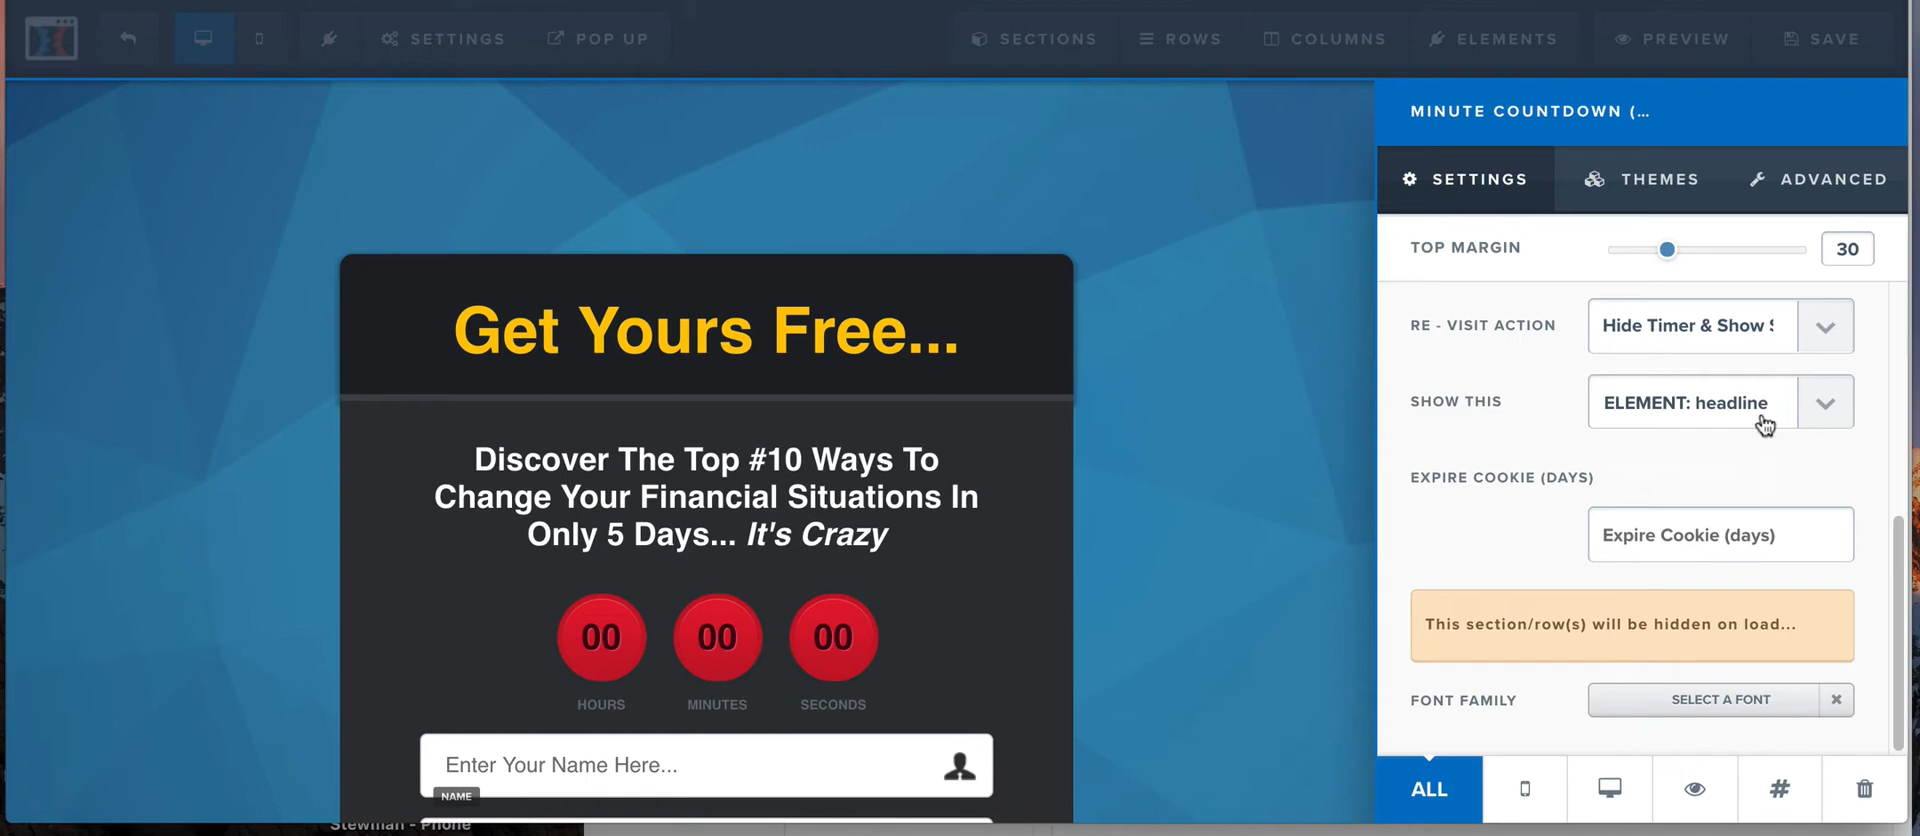 SETTINGS
POP UP
SECTIONS
ROWS
COLUMNS
ELEMENTS
PREVIEW
SAVE
MINUTE COUNTDOWN (...
SETTINGS
THEMES
ADVANCED
TOP MARGIN
30
RE - VISIT ACTION
Hide Timer & Show
SHOW THIS
ELEMENT: headline
EXPIRE COOKIE (DAYS)
Expire Cookie (days)
This section/row(s) will be hidden on load...
FONT FAMILY
SELECT A FONT
ALL
#
Get Yours Free...
Discover The Top #10 Ways To
Change Your Financial Situations In
Only 5 Days... It's Crazy
00 00 00
HOURS MINUTES SECONDS
Enter Your Name Here...
NAME
Stewman - Phone